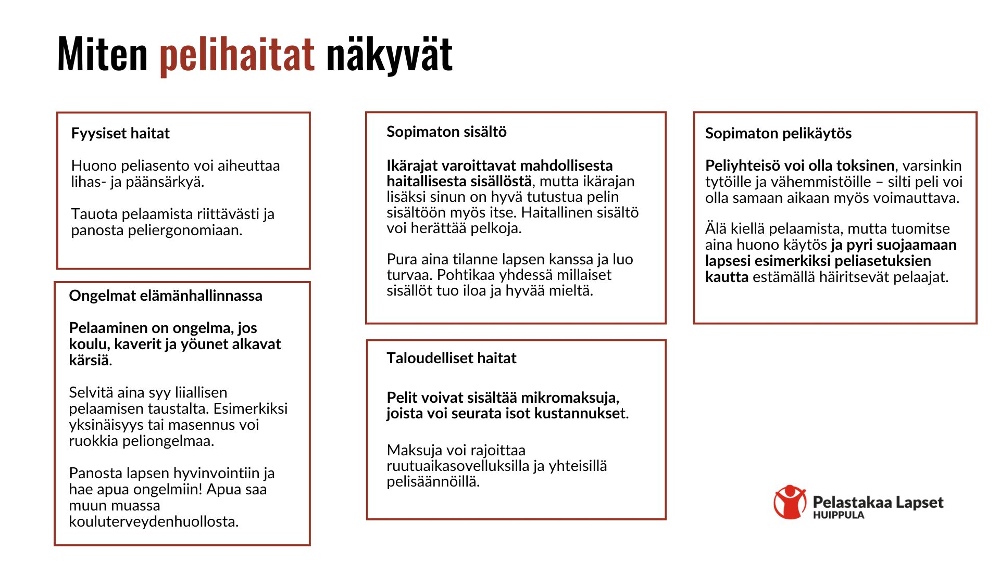 Miten pelihaitat näkyvät
Fyysiset haitat
Huono peliasento voi aiheuttaa
lihas- ja päänsärkyä.
Tauota pelaamista riittävästi ja
panosta peliergonomiaan.
Ongelmat elämänhallinnassa
Pelaaminen on ongelma, jos
koulu, kaverit ja yöunet alkavat
kärsiä.
Selvitä aina syy liiallisen
pelaamisen taustalta. Esimerkiksi
yksinäisyys tai masennus voi
ruokkia peliongelmaa.
Panosta lapsen hyvinvointiin ja
hae apua ongelmiin! Apua saa
muun muassa
kouluterveydenhuollosta.
Sopimaton sisältö
Ikärajat varoittavat mahdollisesta
haitallisesta sisällöstä, mutta ikärajan
lisäksi sinun on hyvä tutustua pelin
sisältöön myös itse. Haitallinen sisältö
voi herättää pelkoja.
Pura aina tilanne lapsen kanssa ja luo
turvaa. Pohtikaa yhdessä millaiset
sisällöt tuo iloa ja hyvää mieltä.
Taloudelliset haitat
Pelit voivat sisältää mikromaksuja,
joista voi seurata isot kustannukset.
Maksuja voi rajoittaa
ruutuaikasovelluksilla ja yhteisillä
pelisäännöillä.
Sopimaton pelikäytös
Peliyhteisö voi olla toksinen, varsinkin
tytöille ja vähemmistöille – silti peli voi
olla samaan aikaan myös voimauttava.
Älä kiellä pelaamista, mutta tuomitse
aina huono käytös ja pyri suojaamaan
lapsesi esimerkiksi peliasetuksien
kautta estämällä häiritsevät pelaajat.
Pelastakaa Lapset
HUIPPULA